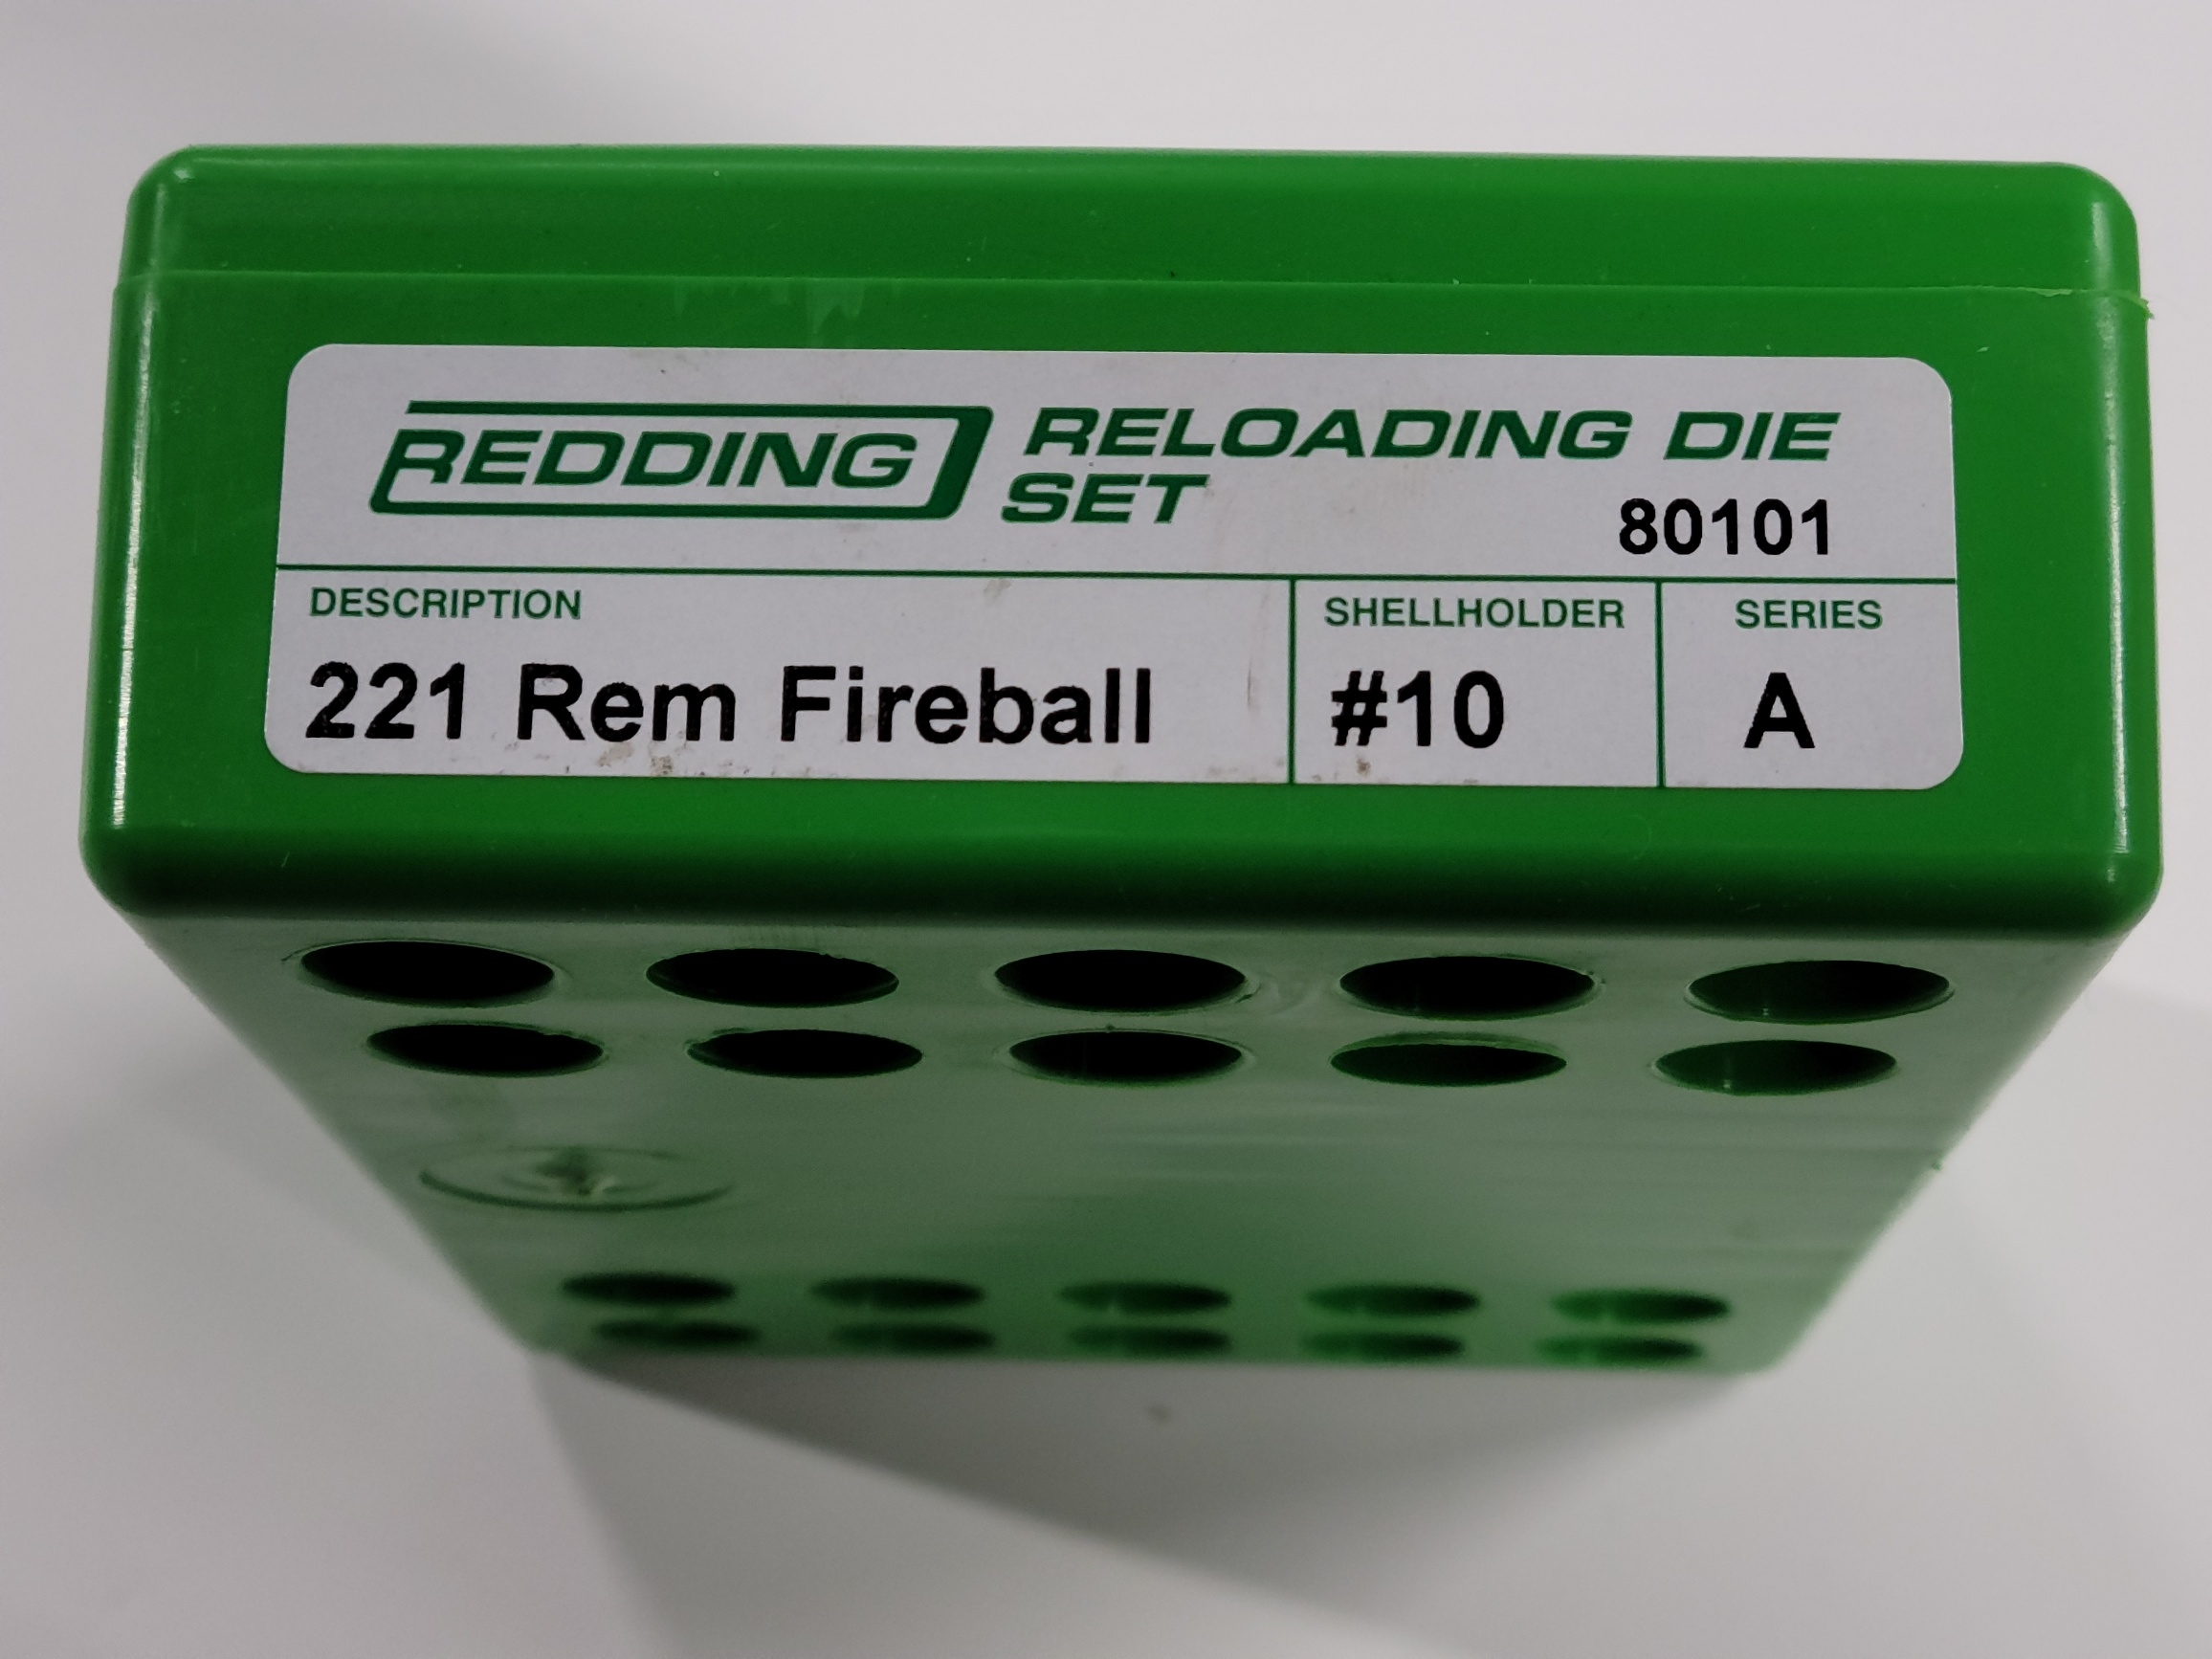 REDDING RELOADING DIE
SET
80101
DESCRIPTION SHELLHOLDER SERIES
221 Rem Fireball #10 A